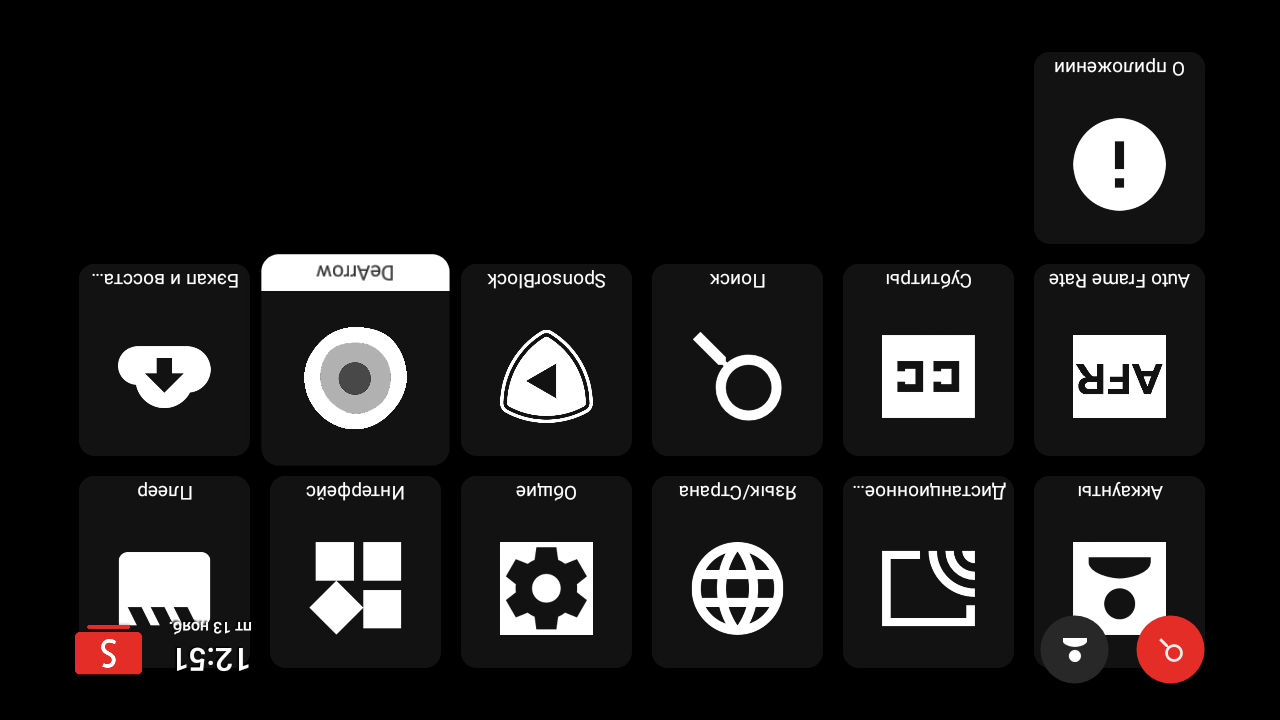 12:51
пт 13 нояб.
S
Аккаунты
Дистанционное...
Язык/Страна
Общие
Интерфейс
Плеер
AFR
Auto Frame Rate
CC
Субтитры
Поиск
SponsorBlock
DeArrow
Бэкап и восста...
О приложении